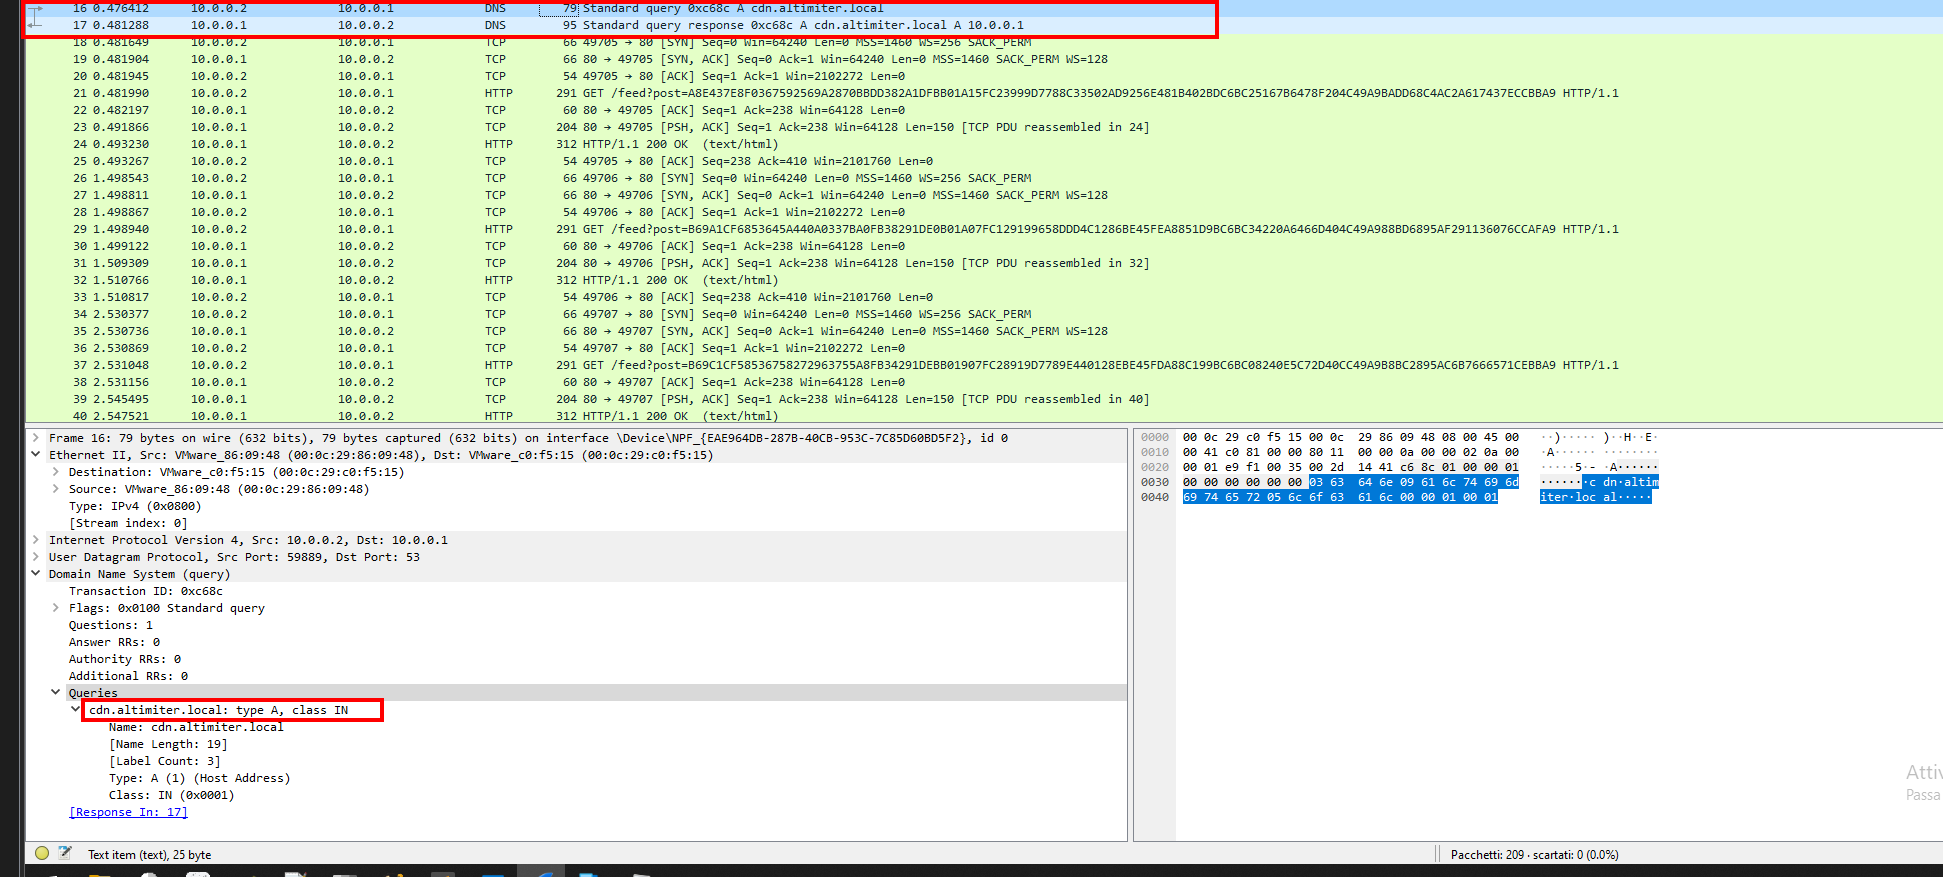 16 0.476412 10.0.0.2 10.0.0.1 DNS 79 Standard query 0xc68c A cdn.altimiter.local
17 0.481288 10.0.0.1 10.0.0.2 DNS 95 Standard query response 0xc68c A cdn.altimiter.local A 10.0.0.1
18 0.481649 10.0.0.2 10.0.0.1 TCP 66 49705 → 80 [SYN] Seq=0 Win=64240 Len=0 MSS=1460 WS=256 SACK_PERM
19 0.481904 10.0.0.1 10.0.0.2 TCP 66 80 → 49705 [SYN, ACK] Seq=0 Ack=1 Win=64240 Len=0 MSS=1460 SACK_PERM WS=128
20 0.481945 10.0.0.2 10.0.0.1 TCP 54 49705 → 80 [ACK] Seq=1 Ack=1 Win=2102272 Len=0
21 0.481990 10.0.0.2 10.0.0.1 HTTP 291 GET /feed?post=A8E437E8F0367592569A2870BBDD382A1DFBB01A15FC23999D7788C33502AD9256E481B402BDC6BC25167B6478F204C49A9BADD68C4AC2A617437ECCBBA9 HTTP/1.1
22 0.482197 10.0.0.1 10.0.0.2 TCP 60 80 → 49705 [ACK] Seq=1 Ack=238 Win=64128 Len=0
23 0.491866 10.0.0.1 10.0.0.2 TCP 204 80 → 49705 [PSH, ACK] Seq=1 Ack=238 Win=64128 Len=150 [TCP PDU reassembled in 24]
24 0.493230 10.0.0.1 10.0.0.2 HTTP 312 HTTP/1.1 200 OK (text/html)
25 0.493267 10.0.0.2 10.0.0.1 TCP 54 49705 → 80 [ACK] Seq=238 Ack=410 Win=2101760 Len=0
26 1.498543 10.0.0.2 10.0.0.1 TCP 66 49706 → 80 [SYN] Seq=0 Win=64240 Len=0 MSS=1460 WS=256 SACK_PERM
27 1.498811 10.0.0.1 10.0.0.2 TCP 66 80 → 49706 [SYN, ACK] Seq=0 Ack=1 Win=64240 Len=0 MSS=1460 SACK_PERM WS=128
28 1.498867 10.0.0.2 10.0.0.1 TCP 54 49706 → 80 [ACK] Seq=1 Ack=1 Win=2102272 Len=0
29 1.498940 10.0.0.2 10.0.0.1 HTTP 291 GET /feed?post=B69A1CF6853645A440A0337BA0FB38291DE0B01A07FC129199658DDD4C1286BE45FEA8851D9BC6BC34220A6466D404C49A988BD6895AF291136076CCAFA9 HTTP/1.1
30 1.499122 10.0.0.1 10.0.0.2 TCP 60 80 → 49706 [ACK] Seq=1 Ack=238 Win=64128 Len=0
31 1.509309 10.0.0.1 10.0.0.2 TCP 204 80 → 49706 [PSH, ACK] Seq=1 Ack=238 Win=64128 Len=150 [TCP PDU reassembled in 32]
32 1.510766 10.0.0.1 10.0.0.2 HTTP 312 HTTP/1.1 200 OK (text/html)
33 1.510817 10.0.0.2 10.0.0.1 TCP 54 49706 → 80 [ACK] Seq=238 Ack=410 Win=2101760 Len=0
34 2.530377 10.0.0.2 10.0.0.1 TCP 66 49707 → 80 [SYN] Seq=0 Win=64240 Len=0 MSS=1460 WS=256 SACK_PERM
35 2.530736 10.0.0.1 10.0.0.2 TCP 66 80 → 49707 [SYN, ACK] Seq=0 Ack=1 Win=64240 Len=0 MSS=1460 SACK_PERM WS=128
36 2.530869 10.0.0.2 10.0.0.1 TCP 54 49707 → 80 [ACK] Seq=1 Ack=1 Win=2102272 Len=0
37 2.531048 10.0.0.2 10.0.0.1 HTTP 291 GET /feed?post=B69C1CF58536758272963755A8FB34291DEBB01907FC28919D7789E440128EBE45FDA88C199BC6BC08240E5C72D40CC49A9B8BC2895AC6B7666571CEBBA9 HTTP/1.1
38 2.531156 10.0.0.1 10.0.0.2 TCP 60 80 → 49707 [ACK] Seq=1 Ack=238 Win=64128 Len=0
39 2.545495 10.0.0.1 10.0.0.2 TCP 204 80 → 49707 [PSH, ACK] Seq=1 Ack=238 Win=64128 Len=150 [TCP PDU reassembled in 40]
40 2.547521 10.0.0.1 10.0.0.2 HTTP 312 HTTP/1.1 200 OK (text/html)
Frame 16: 79 bytes on wire (632 bits), 79 bytes captured (632 bits) on interface \Device\NPF_{EAE964DB-287B-40CB-953C-7C85D60BD5F2}, id 0
Ethernet II, Src: VMware_86:09:48 (00:0c:29:86:09:48), Dst: VMware_c0:f5:15 (00:0c:29:c0:f5:15)
Destination: VMware_c0:f5:15 (00:0c:29:c0:f5:15)
Source: VMware_86:09:48 (00:0c:29:86:09:48)
Type: IPv4 (0x0800)
[Stream index: 0]
Internet Protocol Version 4, Src: 10.0.0.2, Dst: 10.0.0.1
User Datagram Protocol, Src Port: 59889, Dst Port: 53
Domain Name System (query)
Transaction ID: 0xc68c
Flags: 0x0100 Standard query
Questions: 1
Answer RRs: 0
Authority RRs: 0
Additional RRs: 0
Queries
cdn.altimiter.local: type A, class IN
Name: cdn.altimiter.local
[Name Length: 19]
[Label Count: 3]
Type: A (1) (Host Address)
Class: IN (0x0001)
[Response In: 17]
0000 00 0c 29 c0 f5 15 00 0c 29 86 09 48 08 00 45 00 ··)····· )··H··E·
0010 00 41 c0 81 00 00 80 11 00 00 0a 00 00 02 0a 00 ·A······ ········
0020 00 01 e9 f1 00 35 00 2d 14 41 c6 8c 01 00 00 01 ·····5·- ·A······
0030 00 00 00 00 00 00 03 63 64 6e 09 61 6c 74 69 6d ·······c dn·altim
0040 69 74 65 72 05 6c 6f 63 61 6c 00 00 01 00 01 iter·loc al·····
Attiv
Passa
Text item (text), 25 byte
Pacchetti: 209 · scartati: 0 (0.0%)